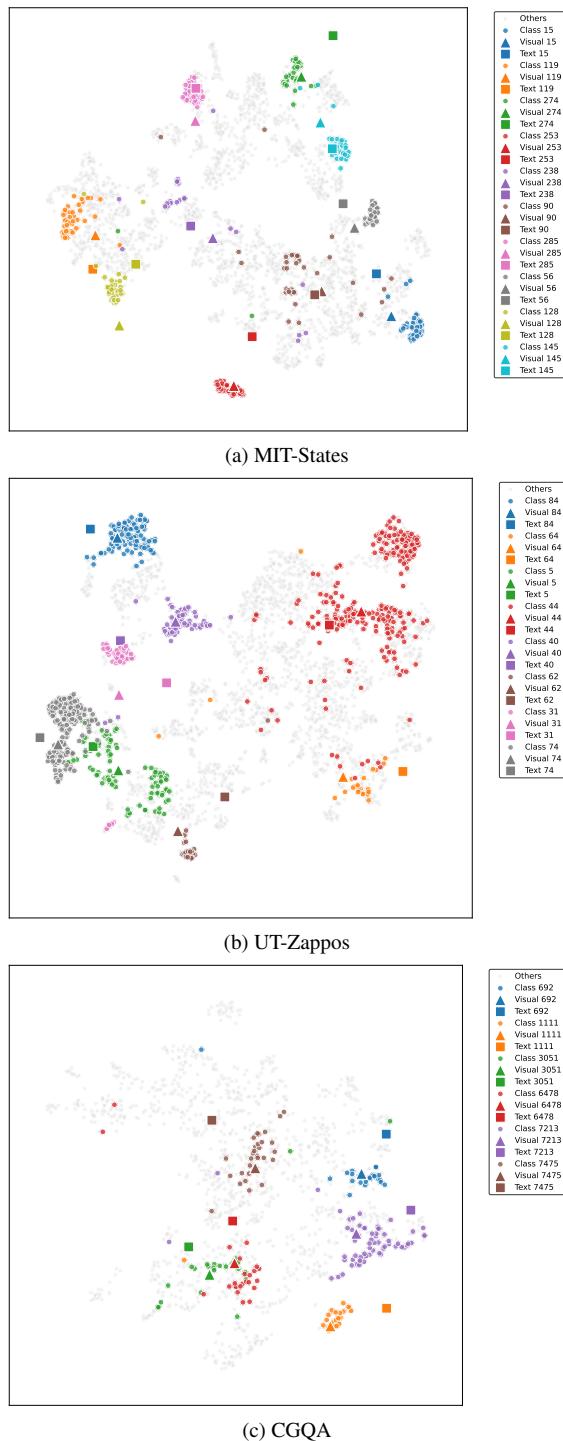 Others
Class 15
Visual 15
Text 15
Class 119
Visual 119
Text 119
Class 274
Visual 274
Text 274
Class 253
Visual 253
Text 253
Class 238
Visual 238
Text 238
Class 90
Visual 90
Text 90
Class 285
Visual 285
Text 285
Class 56
Visual 56
Text 56
Class 128
Visual 128
Text 128
Class 145
Visual 145
Text 145
(a) MIT-States
Others
Class 84
Visual 84
Text 84
Class 64
Visual 64
Text 64
Class 5
Visual 5
Text 5
Class 44
Visual 44
Text 44
Class 40
Visual 40
Text 40
Class 62
Visual 62
Text 62
Class 31
Visual 31
Text 31
Class 74
Visual 74
Text 74
(b) UT-Zappos
Others
Class 692
Visual 692
Text 692
Class 1111
Visual 1111
Text 1111
Class 3051
Visual 3051
Text 3051
Class 6478
Visual 6478
Text 6478
Class 7213
Visual 7213
Text 7213
Class 7475
Visual 7475
Text 7475
(c) CGQA